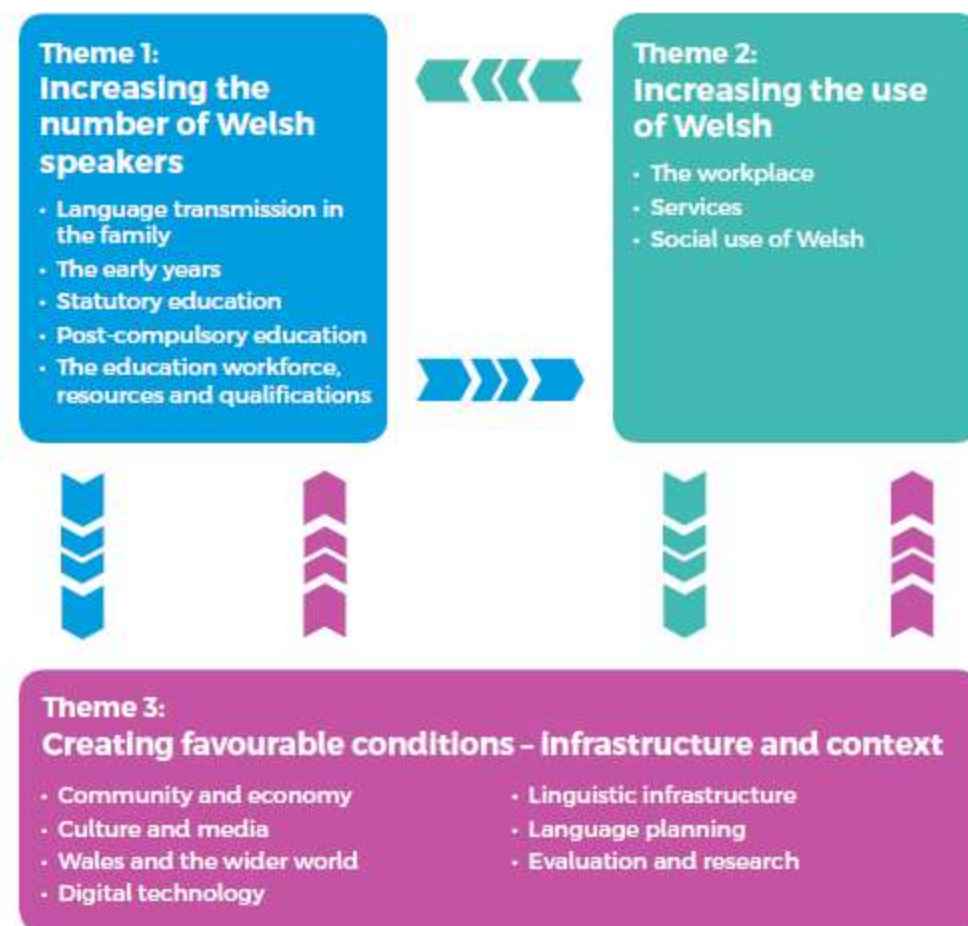 Theme 1:
Increasing the
number of Welsh
speakers
• Language transmission in
the family
• The early years
• Statutory education
• Post-compulsory education
• The education workforce,
resources and qualifications
Theme 2:
Increasing the use
of Welsh
• The workplace
• Services
• Social use of Welsh
Theme 3:
Creating favourable conditions – infrastructure and context
• Community and economy
• Culture and media
• Wales and the wider world
• Digital technology
• Linguistic infrastructure
• Language planning
• Evaluation and research